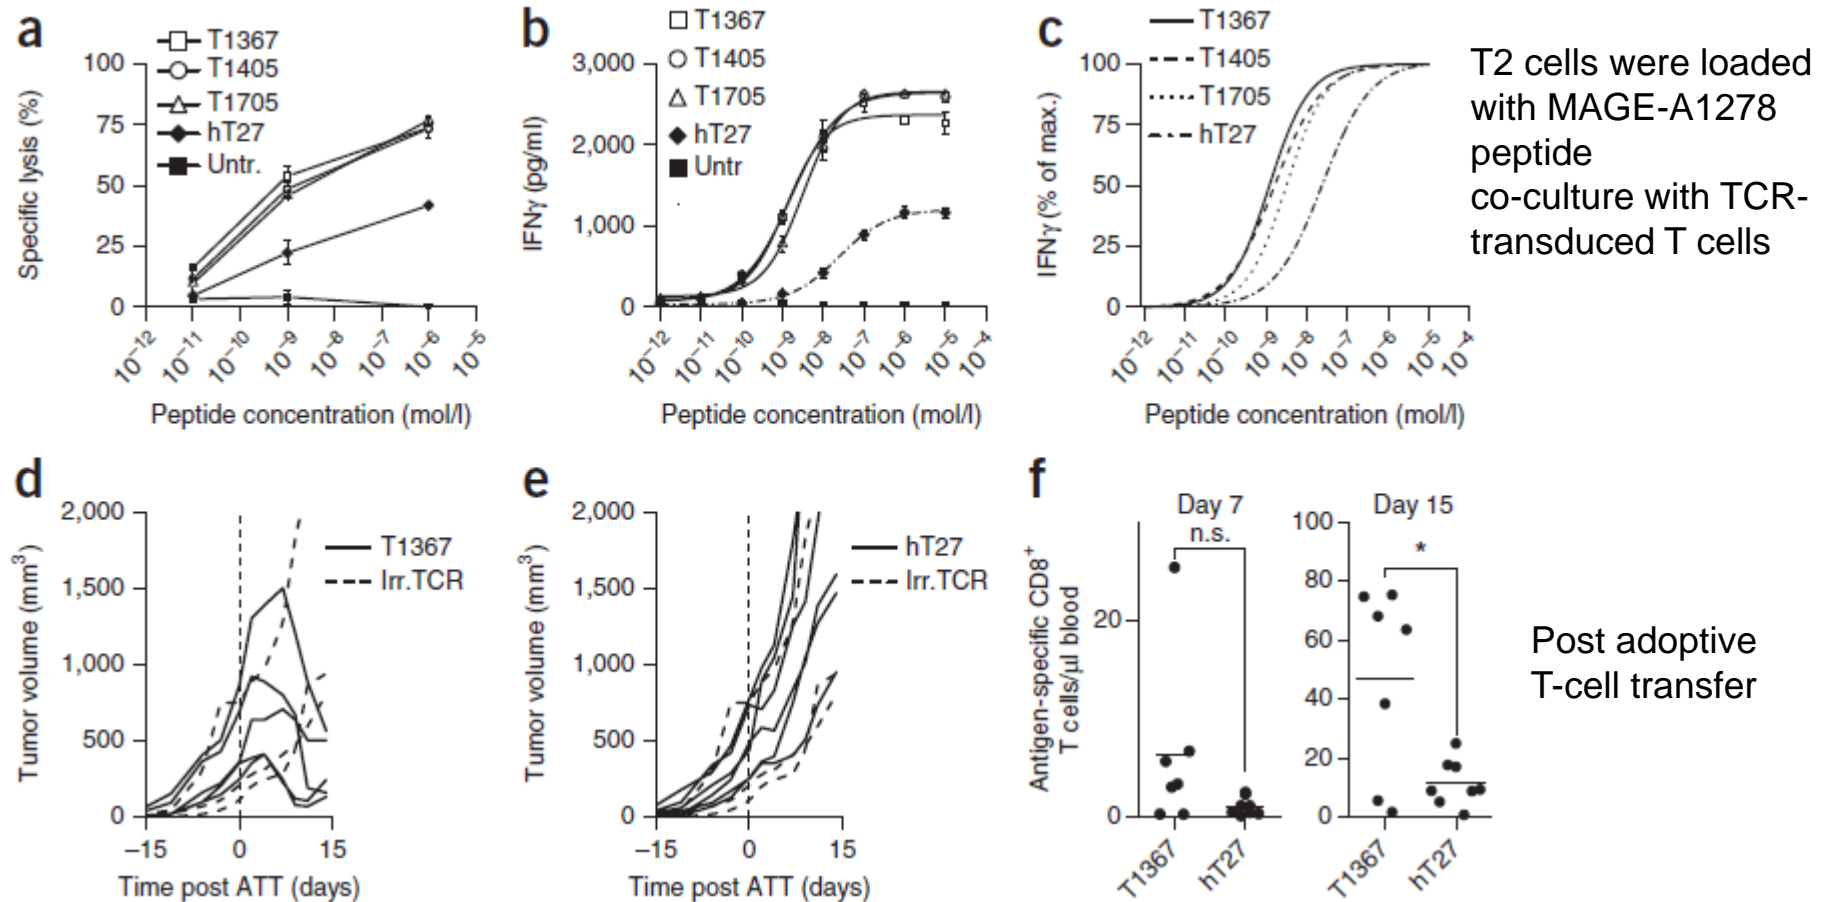 a
T1367
T1405
T1705
hT27
Untr.
Specific lysis (%)
100
75
50
25
0
10⁻¹²
10⁻¹¹
10⁻¹⁰
10⁻⁹
10⁻⁸
10⁻⁷
10⁻⁶
10⁻⁵
Peptide concentration (mol/l)
b
T1367
T1405
T1705
hT27
Untr
IFNγ (pg/ml)
3,000
2,000
1,000
0
10⁻¹²
10⁻¹¹
10⁻¹⁰
10⁻⁹
10⁻⁸
10⁻⁷
10⁻⁶
10⁻⁵
10⁻⁴
Peptide concentration (mol/l)
c
T1367
T1405
T1705
hT27
IFNγ (% of max.)
100
75
50
25
0
10⁻¹²
10⁻¹¹
10⁻¹⁰
10⁻⁹
10⁻⁸
10⁻⁷
10⁻⁶
10⁻⁵
10⁻⁴
Peptide concentration (mol/l)
T2 cells were loaded
with MAGE-A1278
peptide
co-culture with TCR-
transduced T cells
d
T1367
Irr.TCR
Tumor volume (mm³)
2,000
1,500
1,000
500
0
–15
0
15
Time post ATT (days)
e
hT27
Irr.TCR
Tumor volume (mm³)
2,000
1,500
1,000
500
0
–15
0
15
Time post ATT (days)
f
Day 7
n.s.
Antigen-specific CD8⁺
T cells/µl blood
20
0
T1367
hT27
Day 15
*
100
80
60
40
20
0
T1367
hT27
Post adoptive
T-cell transfer